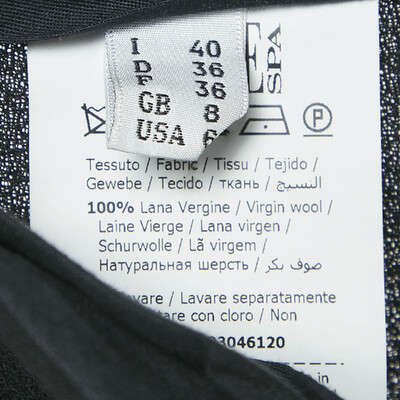 I 40
D 36
F 36
GB 8
USA 6
SPA
P
Tessuto / Fabric / Tissu / Tejido /
Gewebe / Tecido / ткань / النسيج
100% Lana Vergine / Virgin wool /
Laine Vierge / Lana virgen /
Schurwolle / Lã virgem /
Натуральная шерсть / صوف بكر
/ Lavare separatamente
con cloro / Non
03046120
in